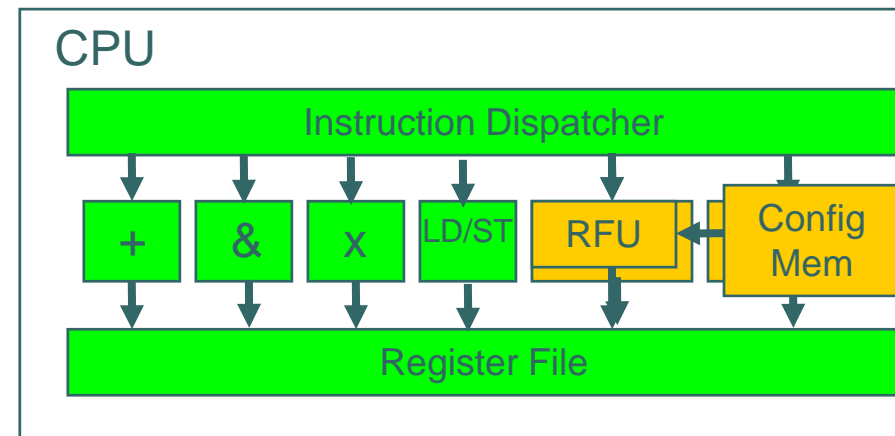 CPU
Instruction Dispatcher
+
&
x
LD/ST
RFU
Config
Mem
Register File